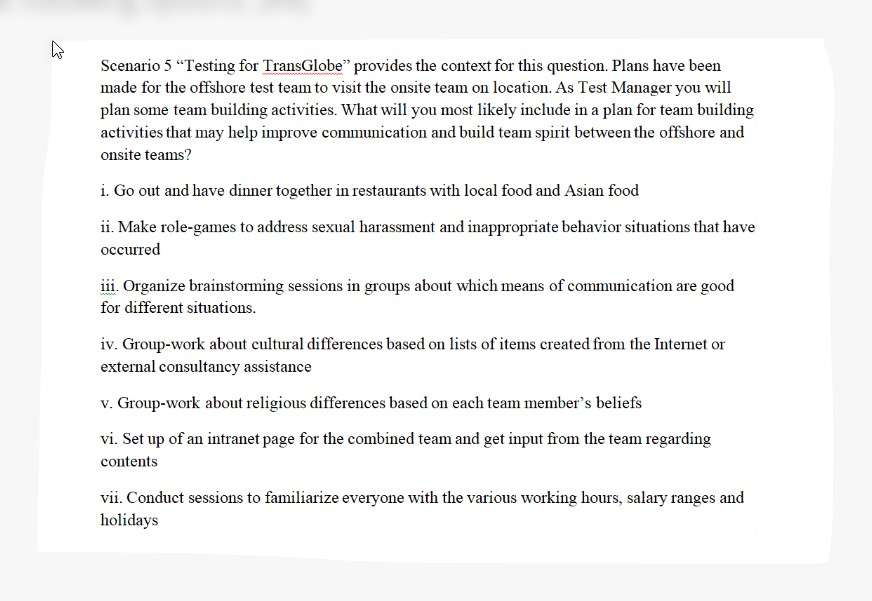 Scenario 5 “Testing for TransGlobe” provides the context for this question. Plans have been
made for the offshore test team to visit the onsite team on location. As Test Manager you will
plan some team building activities. What will you most likely include in a plan for team building
activities that may help improve communication and build team spirit between the offshore and
onsite teams?
i. Go out and have dinner together in restaurants with local food and Asian food
ii. Make role-games to address sexual harassment and inappropriate behavior situations that have
occurred
iii. Organize brainstorming sessions in groups about which means of communication are good
for different situations.
iv. Group-work about cultural differences based on lists of items created from the Internet or
external consultancy assistance
v. Group-work about religious differences based on each team member’s beliefs
vi. Set up of an intranet page for the combined team and get input from the team regarding
contents
vii. Conduct sessions to familiarize everyone with the various working hours, salary ranges and
holidays